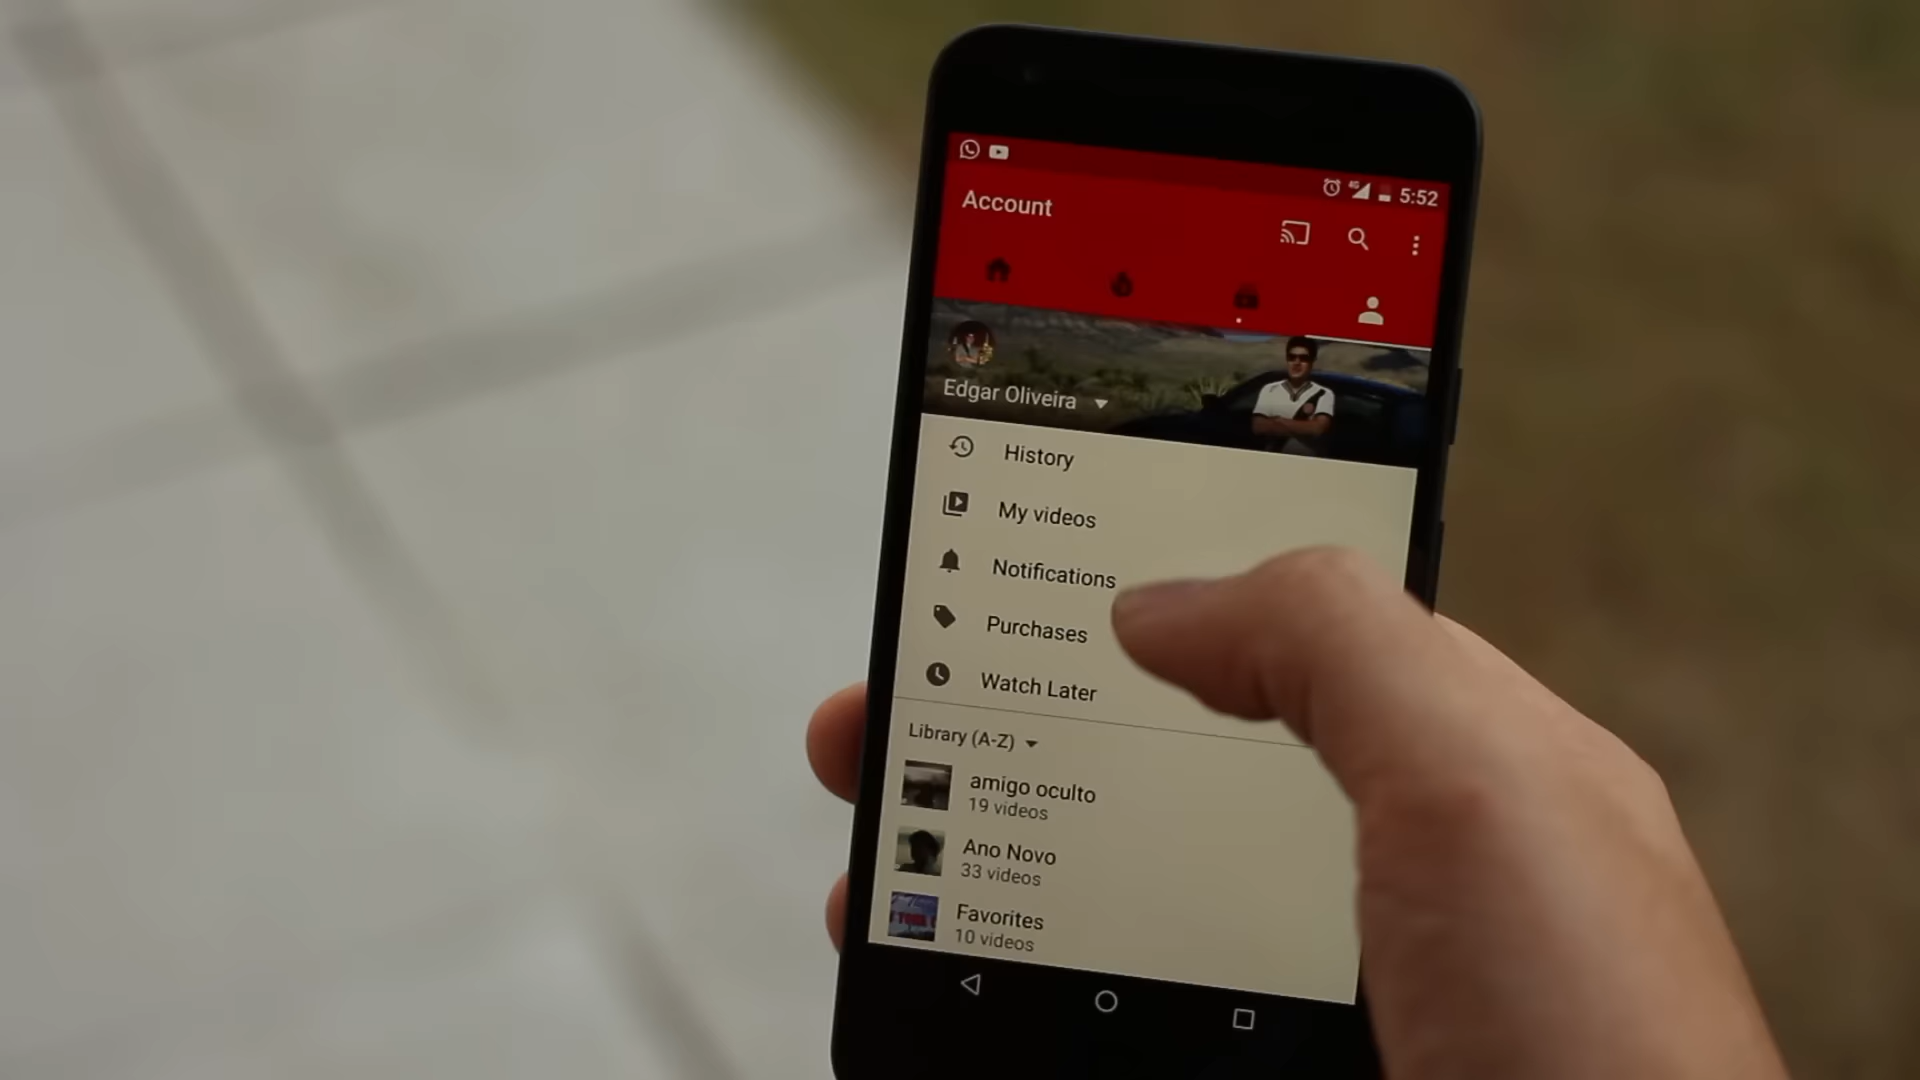 4G 5:52
Account
Edgar Oliveira
History
My videos
Notifications
Purchases
Watch Later
Library (A-Z)
amigo oculto
19 videos
Ano Novo
33 videos
Favorites
10 videos